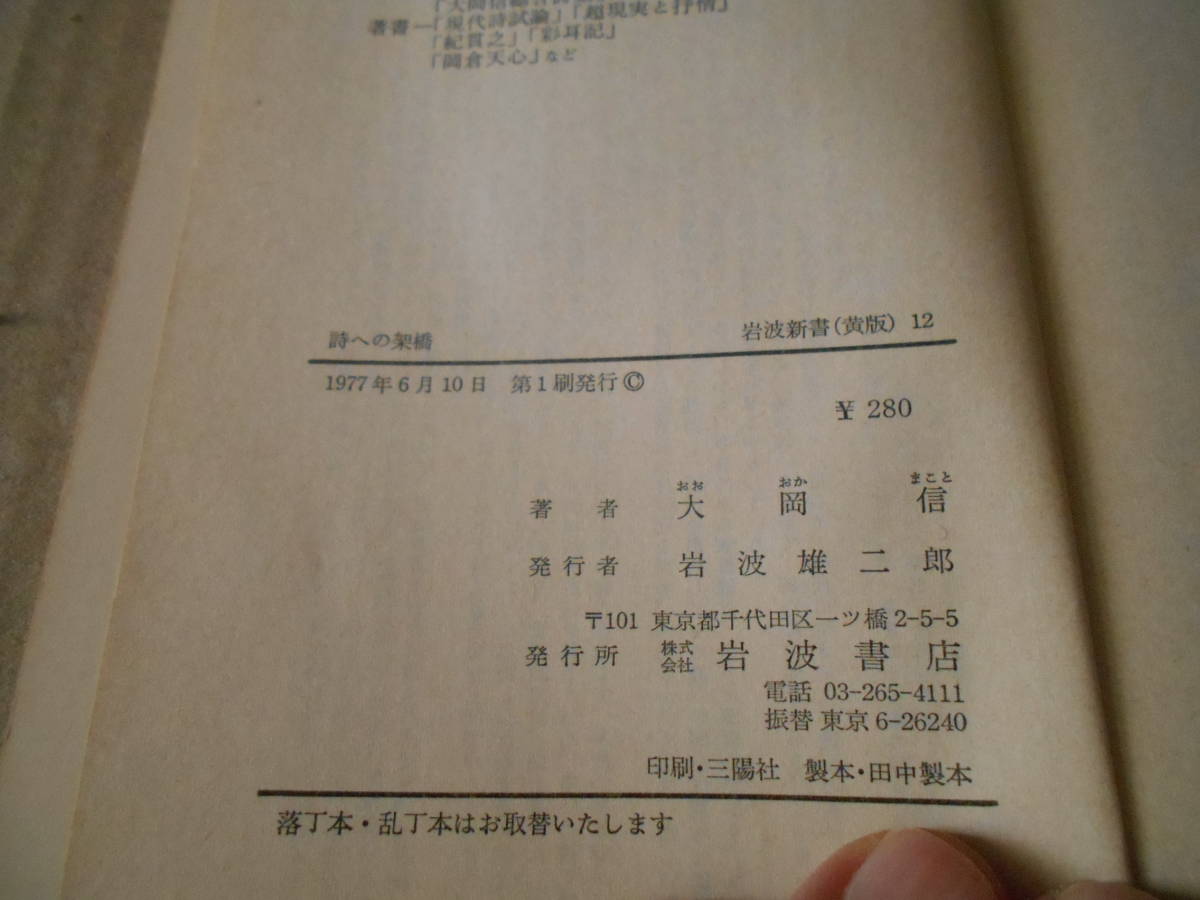 「大岡信
著書―「現代詩試論」「超現実と抒情」
「紀貫之」「彩耳記」
「岡倉天心」など
詩への架橋 岩波新書（黄版）12
1977年6月10日 第1刷発行©
¥ 280
おお おか まこと
著者 大岡信
発行者 岩波雄二郎
〒101 東京都千代田区一ツ橋2-5-5
発行所 株式会社 岩波書店
電話 03-265-4111
振替 東京6-26240
印刷・三陽社 製本・田中製本
落丁本・乱丁本はお取替いたします